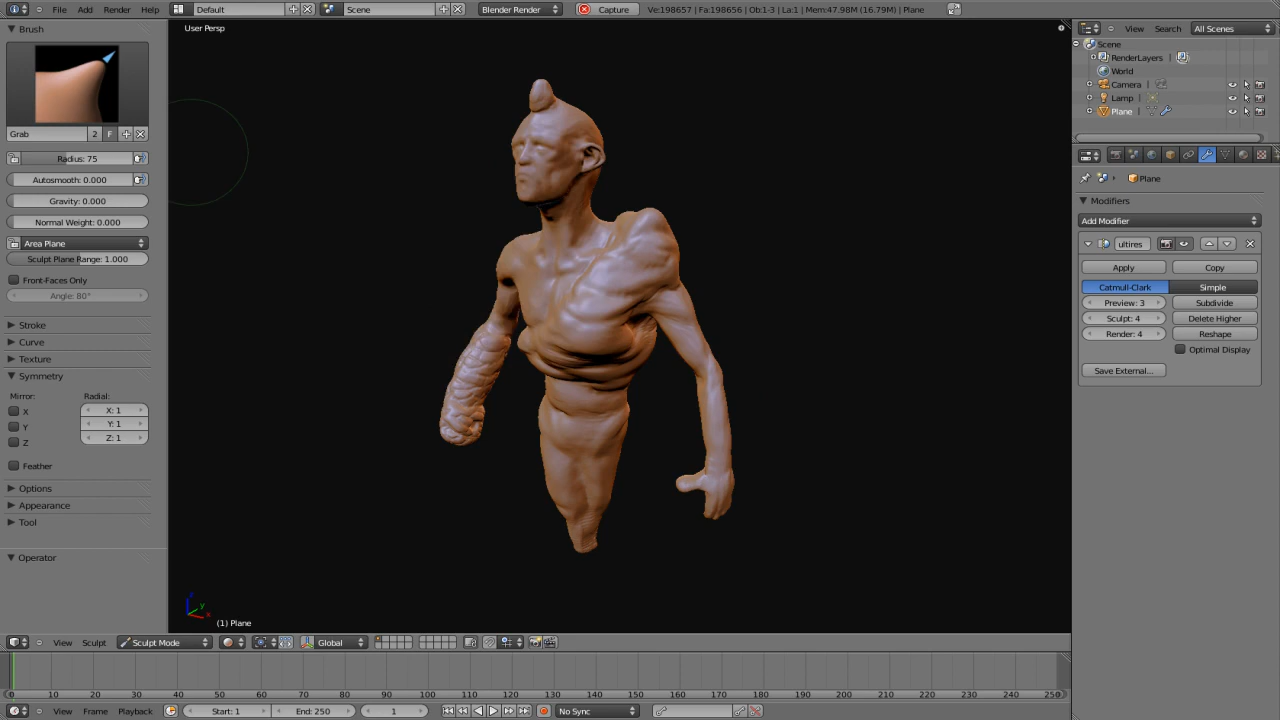 File Add Render Help Default Scene Blender Render Capture Ve:198657 | Fa:198656 | Ob:1-3 | La:1 | Mem:47.98M (16.79M) | Plane
Brush
User Persp
Grab 2 F
Radius: 75
Autosmooth: 0.000
Gravity: 0.000
Normal Weight: 0.000
Area Plane
Sculpt Plane Range: 1.000
Front-Faces Only
Angle: 80°
Stroke
Curve
Texture
Symmetry
Mirror: Radial:
X X: 1
Y Y: 1
Z Z: 1
Feather
Options
Appearance
Tool
Operator
z
y
x
(1) Plane
View Search All Scenes
Scene
RenderLayers
World
Camera
Lamp
Plane
Plane
Modifiers
Add Modifier
ultires
Apply Copy
Catmull-Clark Simple
Preview: 3 Subdivide
Sculpt: 4 Delete Higher
Render: 4 Reshape
Optimal Display
Save External...
View Sculpt Sculpt Mode Global
0 10 20 30 40 50 60 70 80 90 100 110 120 130 140 150 160 170 180 190 200 210 220 230 240 250
View Frame Playback Start: 1 End: 250 1 No Sync